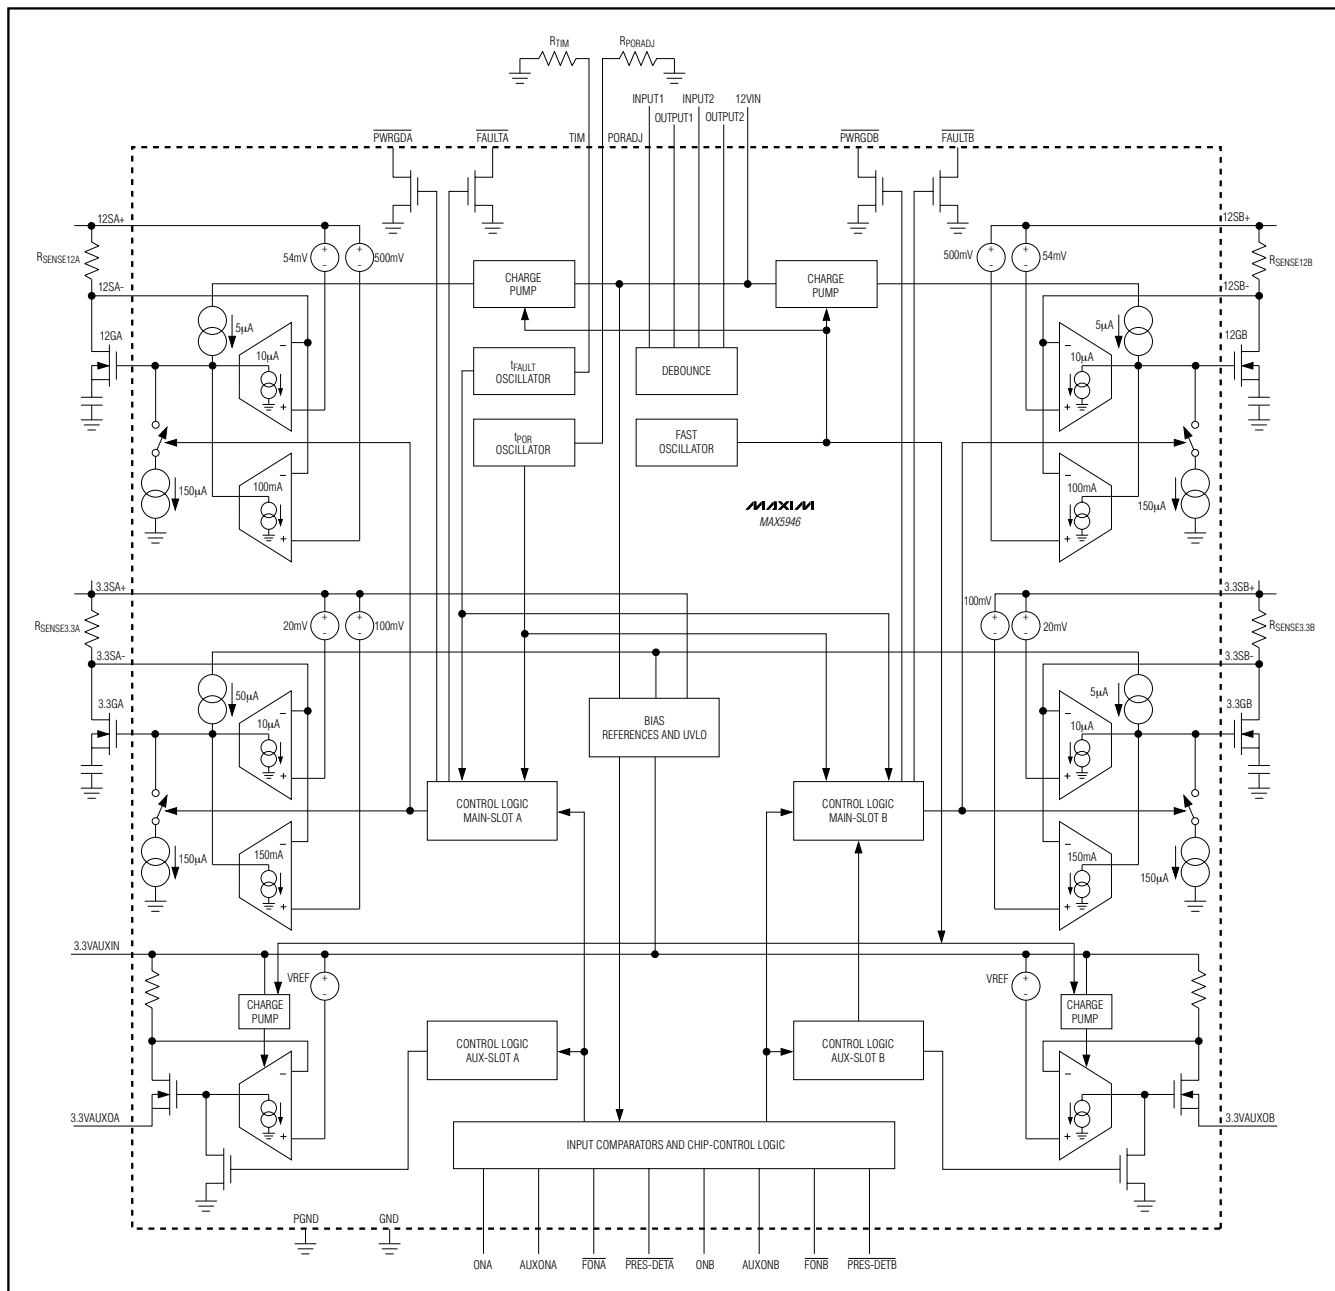 RTIM
RPORADJ
INPUT1
INPUT2
12VIN
OUTPUT1
OUTPUT2
PWRGDA
FAULTA
TIM
PORADJ
PWRGDB
FAULTB
12SA+
12SB+
RSENSE12A
54mV
500mV
CHARGE
PUMP
CHARGE
PUMP
500mV
54mV
RSENSE12B
12SA-
12SB-
12GA
5µA
5µA
12GB
10µA
tFAULT
OSCILLATOR
DEBOUNCE
10µA
tPOR
OSCILLATOR
FAST
OSCILLATOR
150µA
100mA
MAXIM
MAX5946
100mA
150µA
3.3SA+
3.3SB+
RSENSE3.3A
20mV
100mV
100mV
20mV
RSENSE3.3B
3.3SA-
3.3SB-
3.3GA
50µA
5µA
3.3GB
10µA
BIAS
REFERENCES AND UVLO
10µA
CONTROL LOGIC
MAIN-SLOT A
CONTROL LOGIC
MAIN-SLOT B
150µA
150mA
150mA
150µA
3.3VAUXIN
VREF
VREF
CHARGE
PUMP
CHARGE
PUMP
CONTROL LOGIC
AUX-SLOT A
CONTROL LOGIC
AUX-SLOT B
3.3VAUXOA
3.3VAUXOB
INPUT COMPARATORS AND CHIP-CONTROL LOGIC
PGND
GND
ONA
AUXONA
FONA
PRES-DETA
ONB
AUXONB
FONB
PRES-DETB